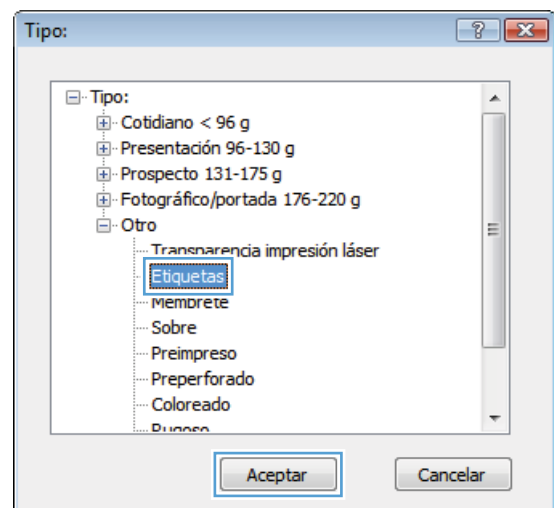 Tipo:
Tipo:
Cotidiano < 96 g
Presentación 96-130 g
Prospecto 131-175 g
Fotográfico/portada 176-220 g
Otro
Transparencia impresión láser
Etiquetas
Membrete
Sobre
Preimpreso
Preperforado
Coloreado
Rugoso
Aceptar Cancelar